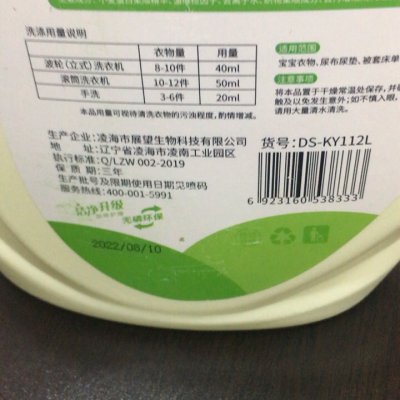 洗涤用量说明
衣物量 用量
波轮(立式)洗衣机 8-10件 40ml
滚筒洗衣机 10-12件 50ml
手洗 3-6件 20ml
本产品用量可视待清洗衣物的污浊程度,酌情增减。
生产企业:凌海市展望生物科技有限公司
地 址:辽宁省凌海市凌南工业园区
执行标准:Q/LZW 002-2019
保 质 期:三年
生产批号及限期使用日期见喷码
服务热线:400-001-5991
洁净升级
无磷环保
2022/08/10
适用范围
宝宝衣物、尿布尿垫、被套床单
注意事项
将本品置于干燥常温处保存,并
触及以免发生意外;如不慎入眼,
请用大量清水清洗。
货号:DS-KY112L
6 923160 538333